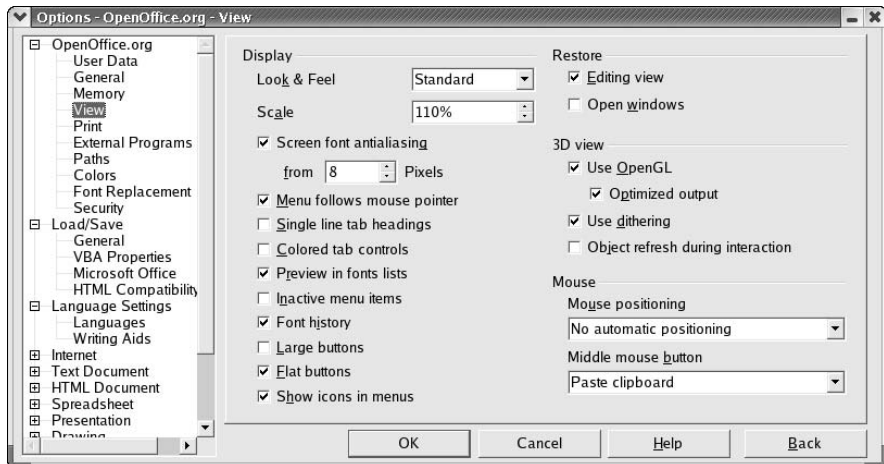 Options - OpenOffice.org - View
OpenOffice.org
User Data
General
Memory
View
Print
External Programs
Paths
Colors
Font Replacement
Security
Load/Save
General
VBA Properties
Microsoft Office
HTML Compatibility
Language Settings
Languages
Writing Aids
Internet
Text Document
HTML Document
Spreadsheet
Presentation
Drawing
Display
Look & Feel Standard
Scale 110%
Screen font antialiasing
from 8 Pixels
Menu follows mouse pointer
Single line tab headings
Colored tab controls
Preview in fonts lists
Inactive menu items
Font history
Large buttons
Flat buttons
Show icons in menus
Restore
Editing view
Open windows
3D view
Use OpenGL
Optimized output
Use dithering
Object refresh during interaction
Mouse
Mouse positioning
No automatic positioning
Middle mouse button
Paste clipboard
OK Cancel Help Back